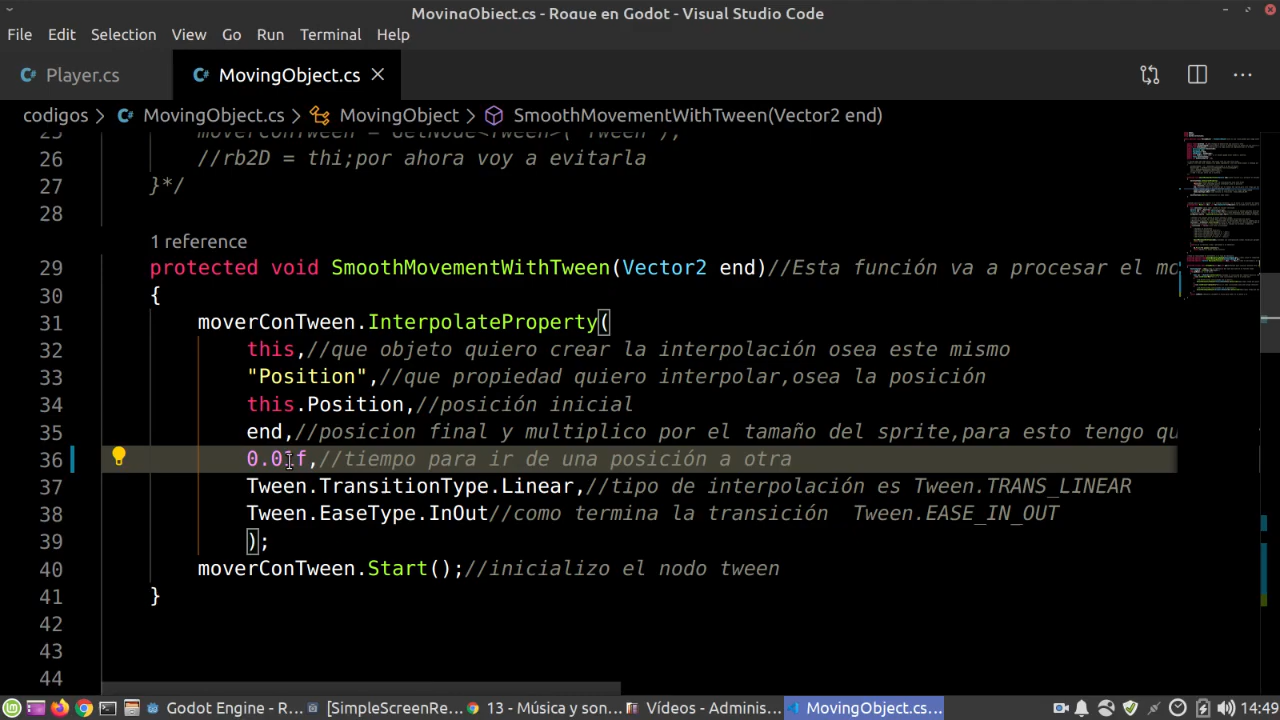 MovingObject.cs - Rogue en Godot - Visual Studio Code
File Edit Selection View Go Run Terminal Help
Player.cs MovingObject.cs
codigos > MovingObject.cs > MovingObject > SmoothMovementWithTween(Vector2 end)
25 moverConTween = GetNode<Tween>("Tween");
26 //rb2D = thi;por ahora voy a evitarla
27 }*/
28
1 reference
29 protected void SmoothMovementWithTween(Vector2 end)//Esta función va a procesar el mo
30 {
31 moverConTween.InterpolateProperty(
32 this,//que objeto quiero crear la interpolación osea este mismo
33 "Position",//que propiedad quiero interpolar,osea la posición
34 this.Position,//posición inicial
35 end,//posicion final y multiplico por el tamaño del sprite,para esto tengo qu
36 0.01f,//tiempo para ir de una posición a otra
37 Tween.TransitionType.Linear,//tipo de interpolación es Tween.TRANS_LINEAR
38 Tween.EaseType.InOut//como termina la transición  Tween.EASE_IN_OUT
39 );
40 moverConTween.Start();//inicializo el nodo tween
41 }
42
43
44
Godot Engine - R... [SimpleScreenRe... 13 - Música y son... Vídeos - Adminis... MovingObject.cs... 14:49